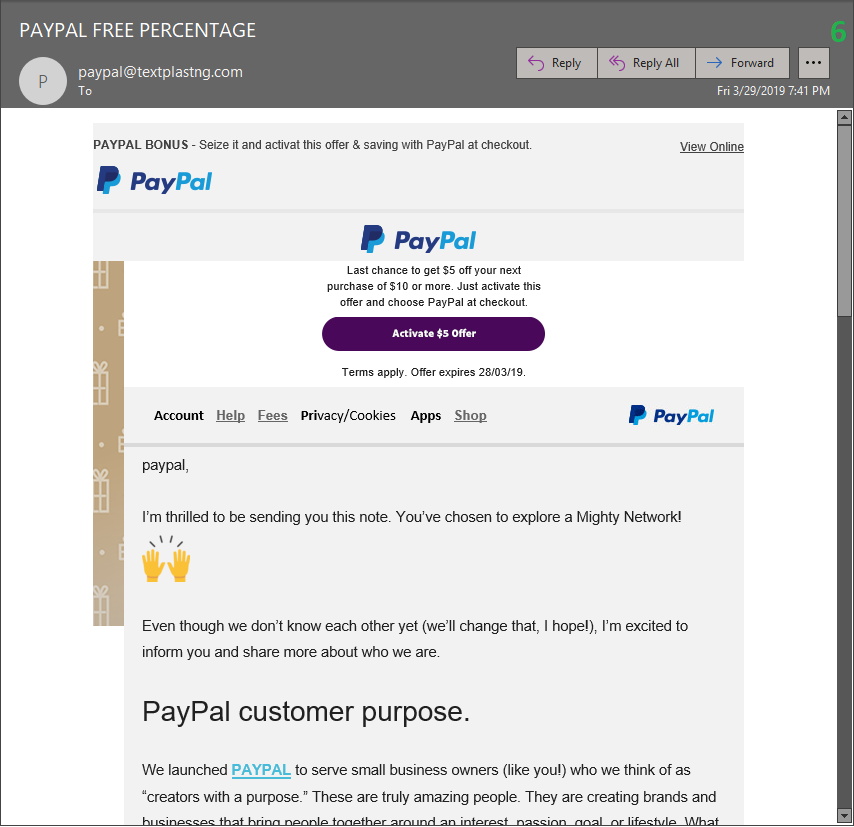 PAYPAL FREE PERCENTAGE
6
P
paypal@textplastng.com
To
Reply
Reply All
Forward
...
Fri 3/29/2019 7:41 PM
PAYPAL BONUS - Seize it and activat this offer & saving with PayPal at checkout.
View Online
PayPal
PayPal
Last chance to get $5 off your next
purchase of $10 or more. Just activate this
offer and choose PayPal at checkout.
Activate $5 Offer
Terms apply. Offer expires 28/03/19.
Account Help Fees Privacy/Cookies Apps Shop
PayPal
paypal,
I'm thrilled to be sending you this note. You've chosen to explore a Mighty Network!
Even though we don't know each other yet (we'll change that, I hope!), I'm excited to
inform you and share more about who we are.
PayPal customer purpose.
We launched PAYPAL to serve small business owners (like you!) who we think of as
“creators with a purpose.” These are truly amazing people. They are creating brands and
businesses that bring people together around an interest, passion, goal, or lifestyle. What